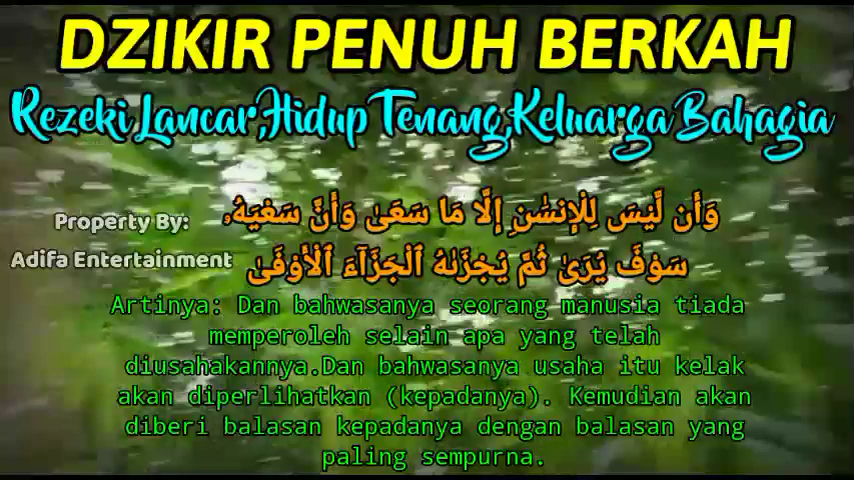 DZIKIR PENUH BERKAH
Rezeki Lancar,Hidup Tenang,Keluarga Bahagia
وَأَن لَّيْسَ لِلْإِنسَٰنِ إِلَّا مَا سَعَىٰ وَأَنَّ سَعْيَهُۥ
سَوْفَ يُرَىٰ ثُمَّ يُجْزَىٰهُ ٱلْجَزَآءَ ٱلْأَوْفَىٰ
Property By:
Adifa Entertainment
Artinya: Dan bahwasanya seorang manusia tiada
memperoleh selain apa yang telah
diusahakannya.Dan bahwasanya usaha itu kelak
akan diperlihatkan (kepadanya). Kemudian akan
diberi balasan kepadanya dengan balasan yang
paling sempurna.